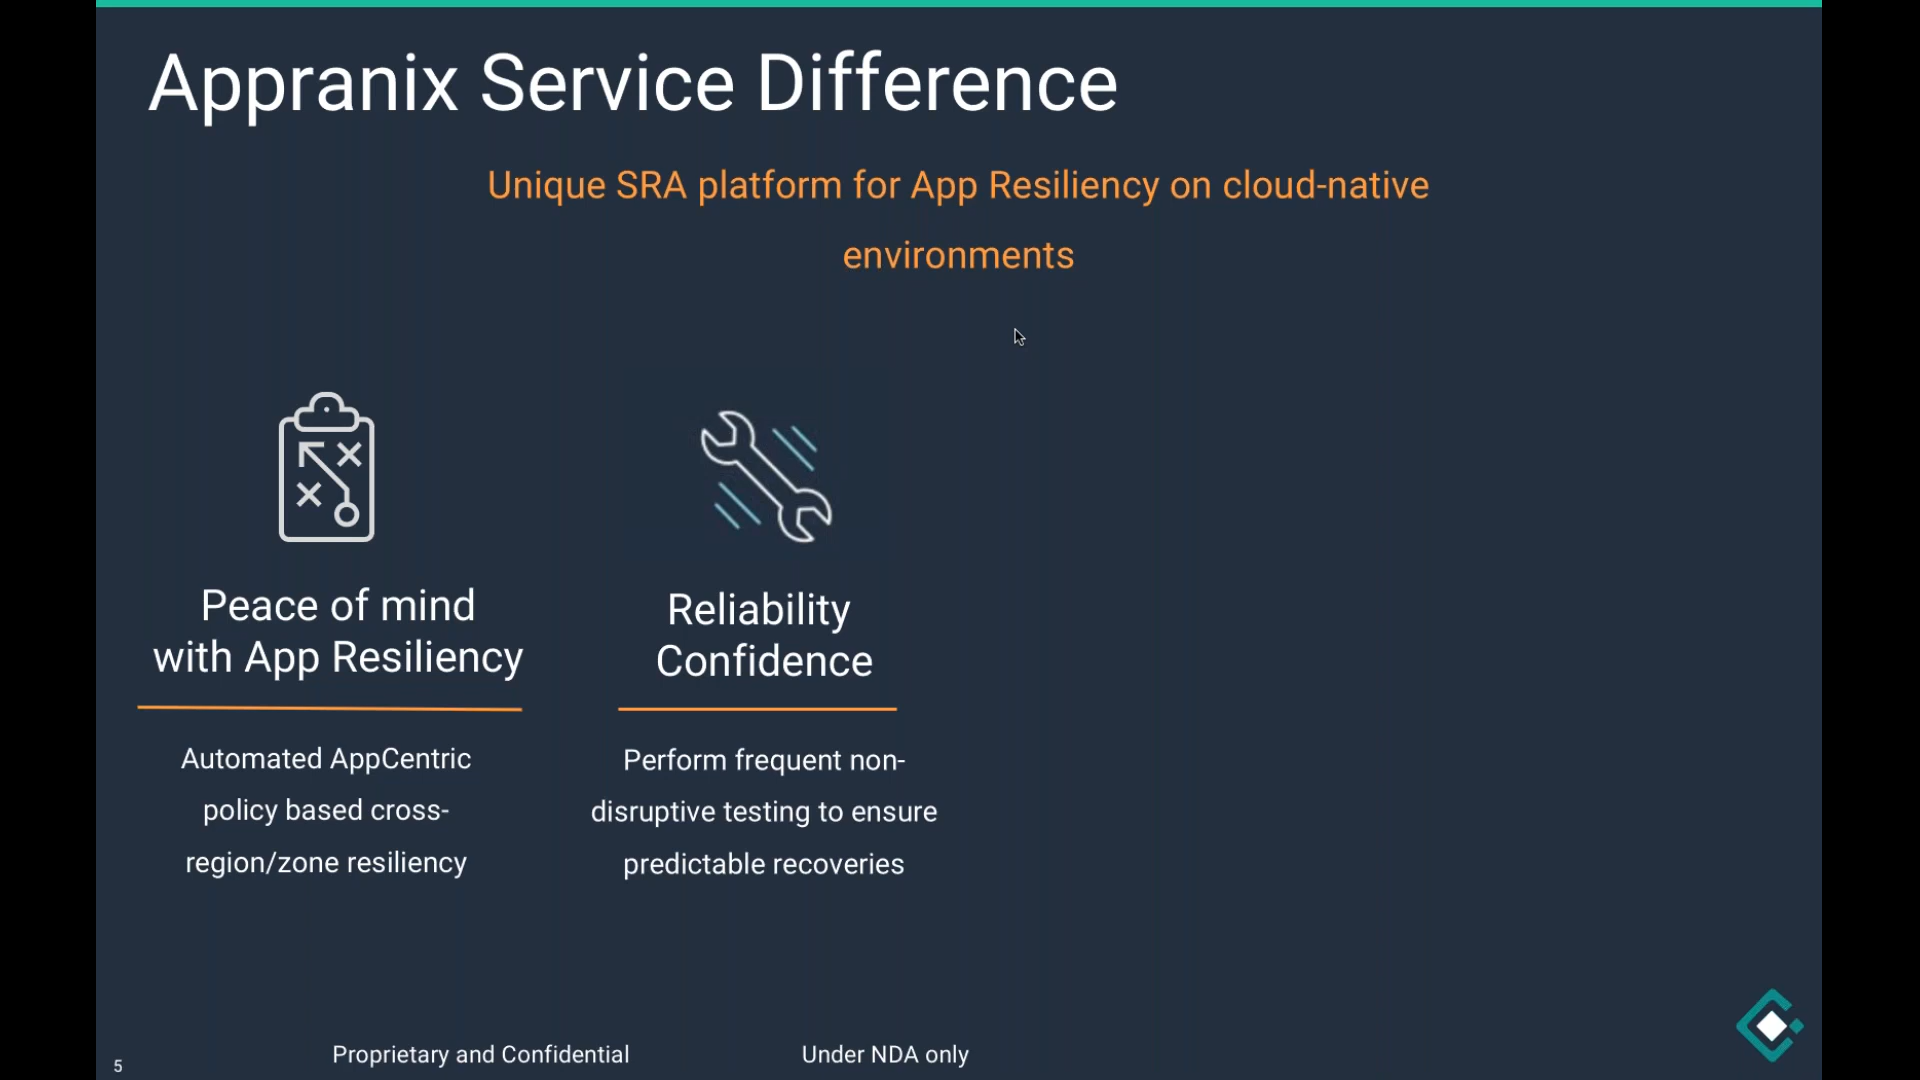 Appranix Service Difference
Unique SRA platform for App Resiliency on cloud-native
environments
Peace of mind
with App Resiliency
Automated AppCentric
policy based cross-
region/zone resiliency
Reliability
Confidence
Perform frequent non-
disruptive testing to ensure
predictable recoveries
5
Proprietary and Confidential
Under NDA only